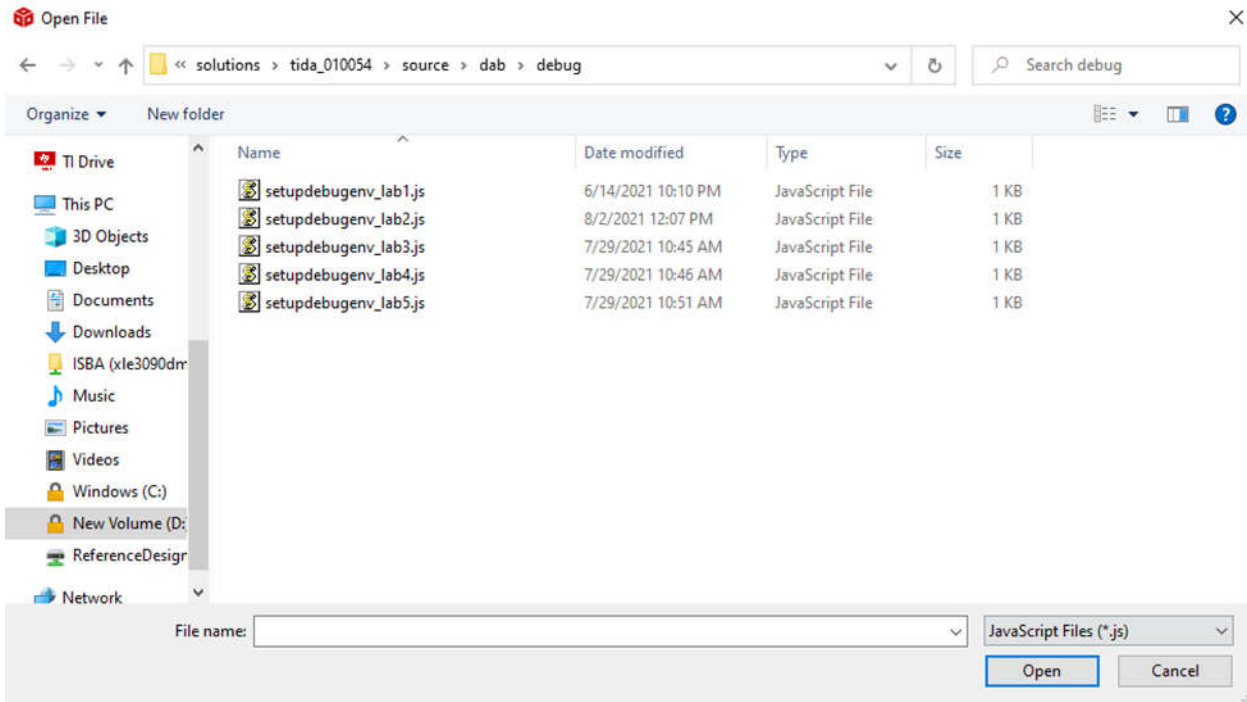 Open File
« solutions › tida_010054 › source › dab › debug
Search debug
Organize
New folder
Name Date modified Type Size
TI Drive
This PC
3D Objects
Desktop
Documents
Downloads
ISBA (xle3090dm
Music
Pictures
Videos
Windows (C:)
New Volume (D:
ReferenceDesign
Network
setupdebugenv_lab1.js 6/14/2021 10:10 PM JavaScript File 1 KB
setupdebugenv_lab2.js 8/2/2021 12:07 PM JavaScript File 1 KB
setupdebugenv_lab3.js 7/29/2021 10:45 AM JavaScript File 1 KB
setupdebugenv_lab4.js 7/29/2021 10:46 AM JavaScript File 1 KB
setupdebugenv_lab5.js 7/29/2021 10:51 AM JavaScript File 1 KB
File name:
JavaScript Files (*.js)
Open
Cancel